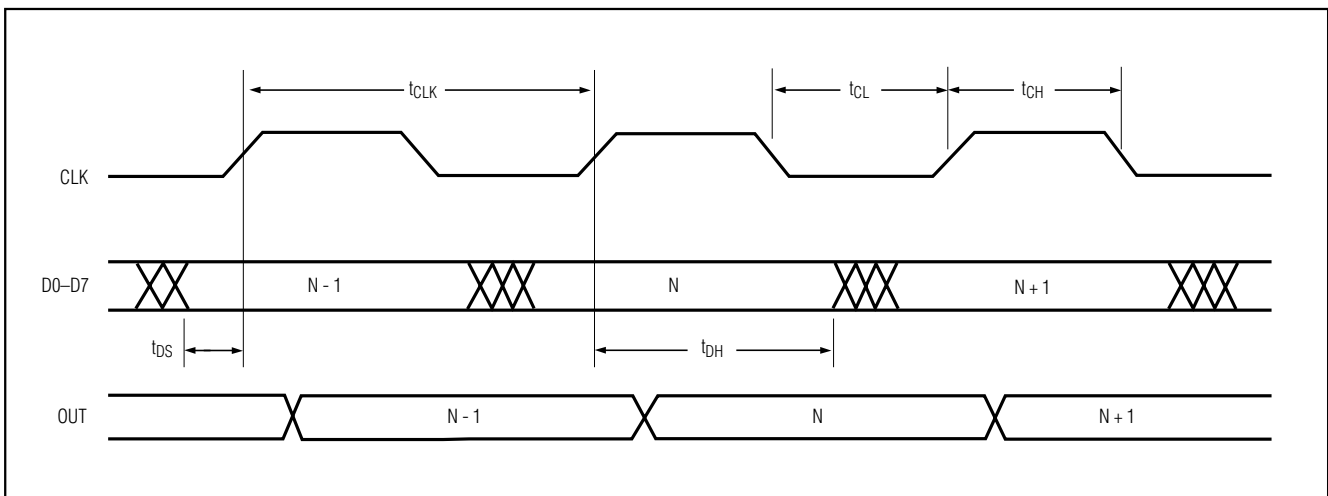 tCLK
tCL
tCH
CLK
D0–D7
N - 1
N
N + 1
tDS
tDH
OUT
N - 1
N
N + 1